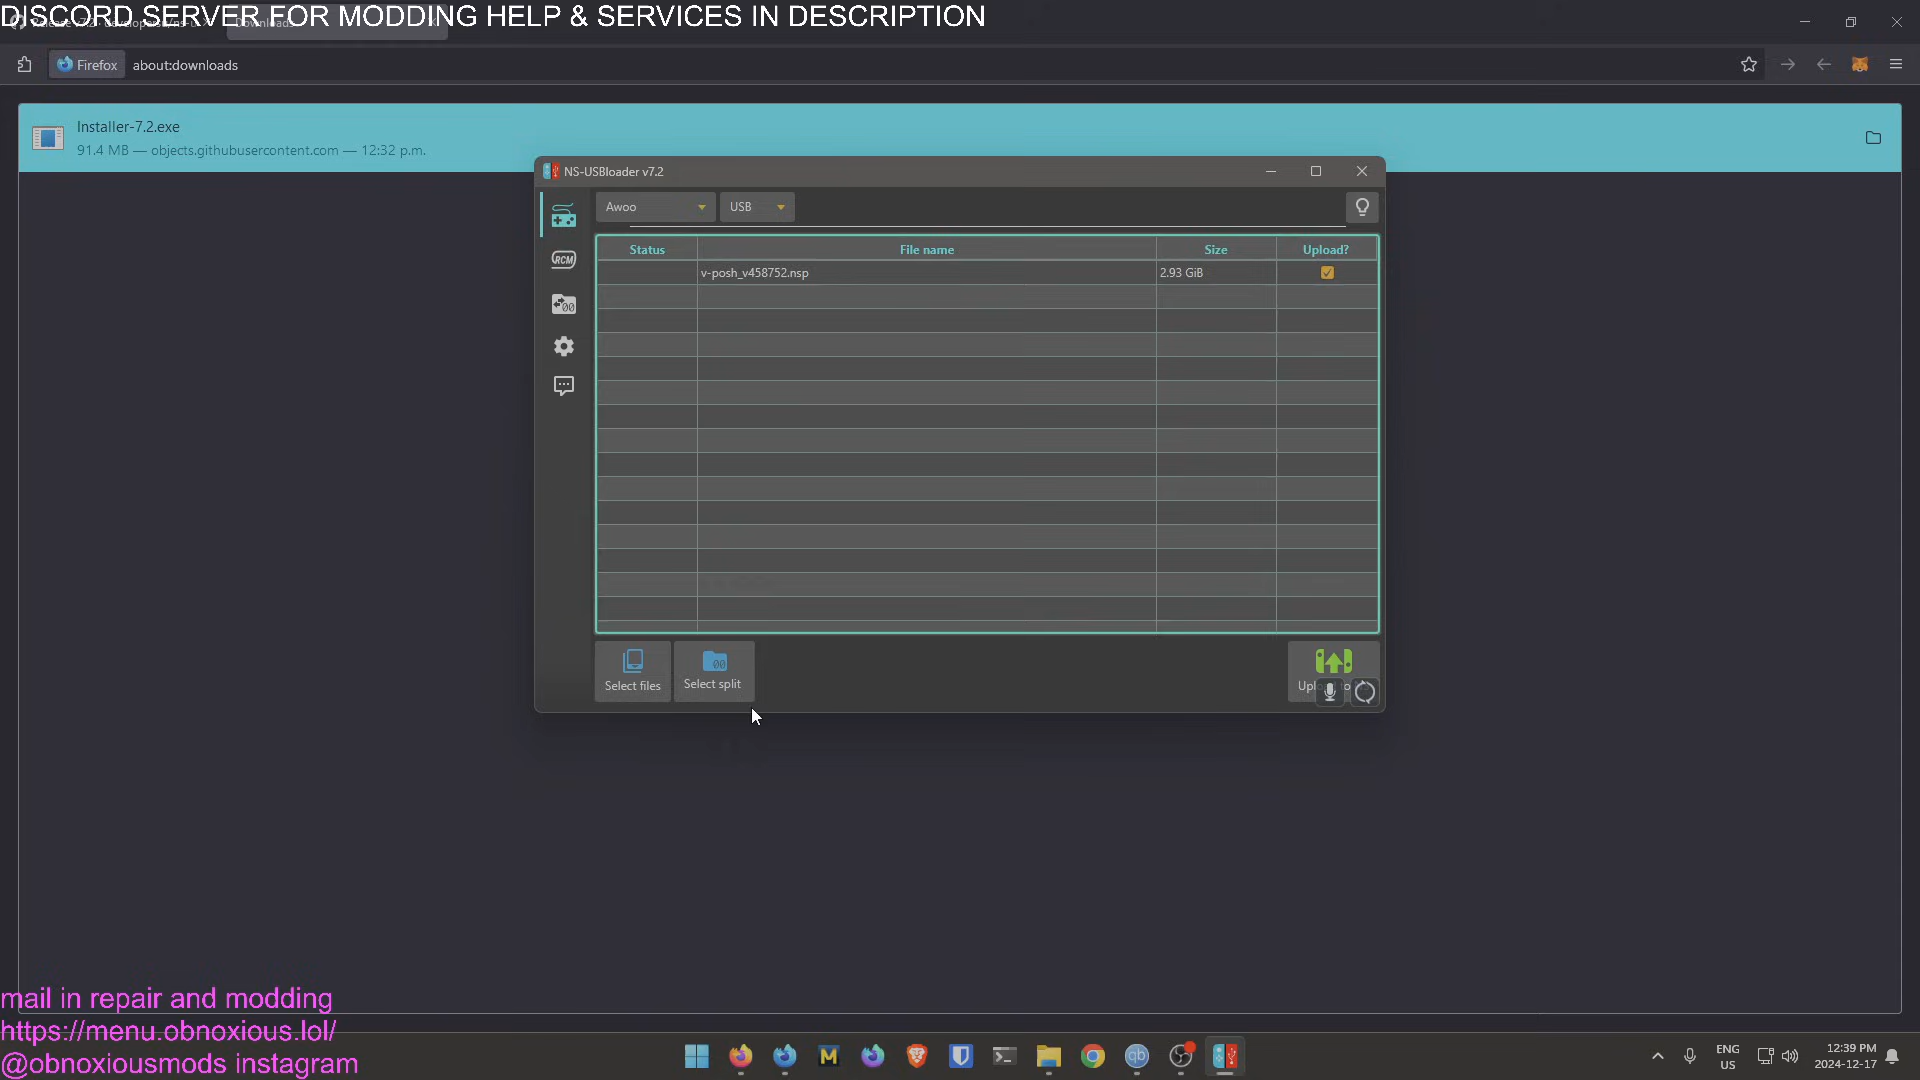 DISCORD SERVER FOR MODDING HELP & SERVICES IN DESCRIPTION
Firefox
about:downloads
Installer-7.2.exe
91.4 MB — objects.githubusercontent.com — 12:32 p.m.
NS-USBloader v7.2
Awoo
USB
Status
File name
Size
Upload?
v-posh_v458752.nsp
2.93 GiB
RCM
Select files
Select split
mail in repair and modding
https://menu.obnoxious.lol/
@obnoxiousmods instagram
ENG
US
12:39 PM
2024-12-17